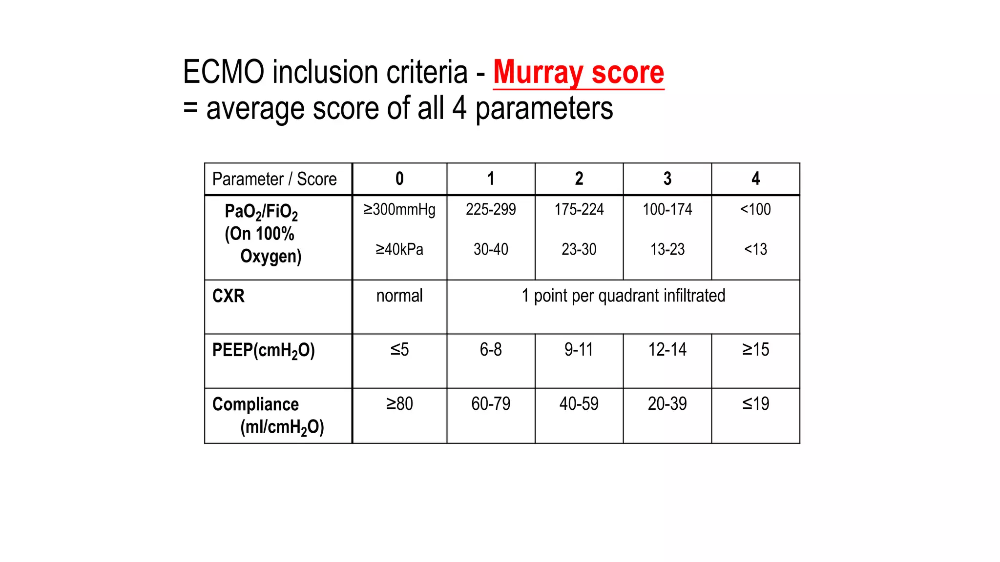 ECMO inclusion criteria - Murray score
= average score of all 4 parameters
Parameter / Score 0 1 2 3 4
PaO₂/FiO₂ ≥300mmHg 225-299 175-224 100-174 <100
(On 100%
Oxygen) ≥40kPa 30-40 23-30 13-23 <13
CXR normal 1 point per quadrant infiltrated
PEEP(cmH₂O) ≤5 6-8 9-11 12-14 ≥15
Compliance ≥80 60-79 40-59 20-39 ≤19
(ml/cmH₂O)